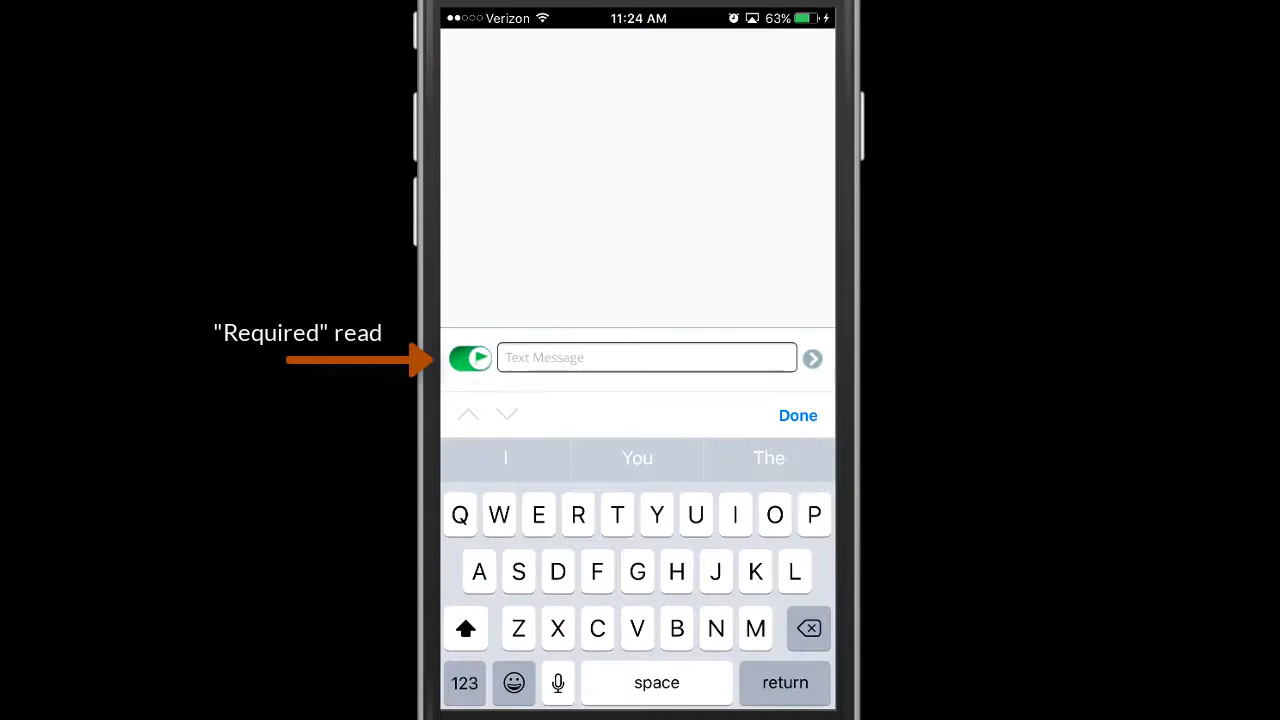 Verizon 11:24 AM 63%
"Required" read
Text Message
Done
I You The
Q W E R T Y U I O P
A S D F G H J K L
Z X C V B N M
123 space return